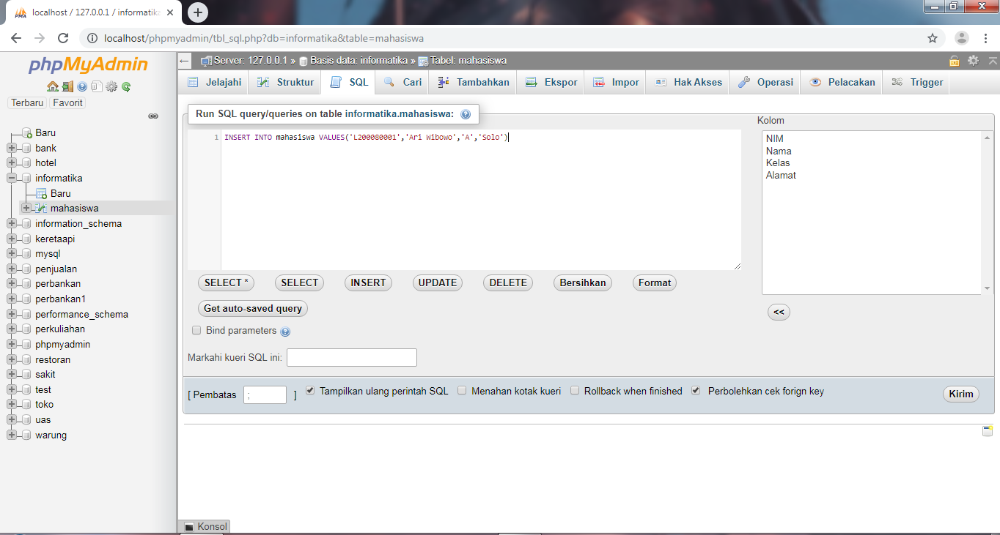 localhost / 127.0.0.1 / informatika
localhost/phpmyadmin/tbl_sql.php?db=informatika&table=mahasiswa
phpMyAdmin
Terbaru Favorit
Baru
bank
hotel
informatika
Baru
mahasiswa
information_schema
keretaapi
mysql
penjualan
perbankan
perbankan1
performance_schema
perkuliahan
phpmyadmin
restoran
sakit
test
toko
uas
warung
Server: 127.0.0.1 » Basis data: informatika » Tabel: mahasiswa
Jelajahi Struktur SQL Cari Tambahkan Ekspor Impor Hak Akses Operasi Pelacakan Trigger
Run SQL query/queries on table informatika.mahasiswa:
1 INSERT INTO mahasiswa VALUES('L200080001','Ari Wibowo','A','Solo')
Kolom
NIM
Nama
Kelas
Alamat
<<
SELECT * SELECT INSERT UPDATE DELETE Bersihkan Format
Get auto-saved query
Bind parameters
Markahi kueri SQL ini:
[ Pembatas ; ] Tampilkan ulang perintah SQL Menahan kotak kueri Rollback when finished Perbolehkan cek forign key Kirim
Konsol